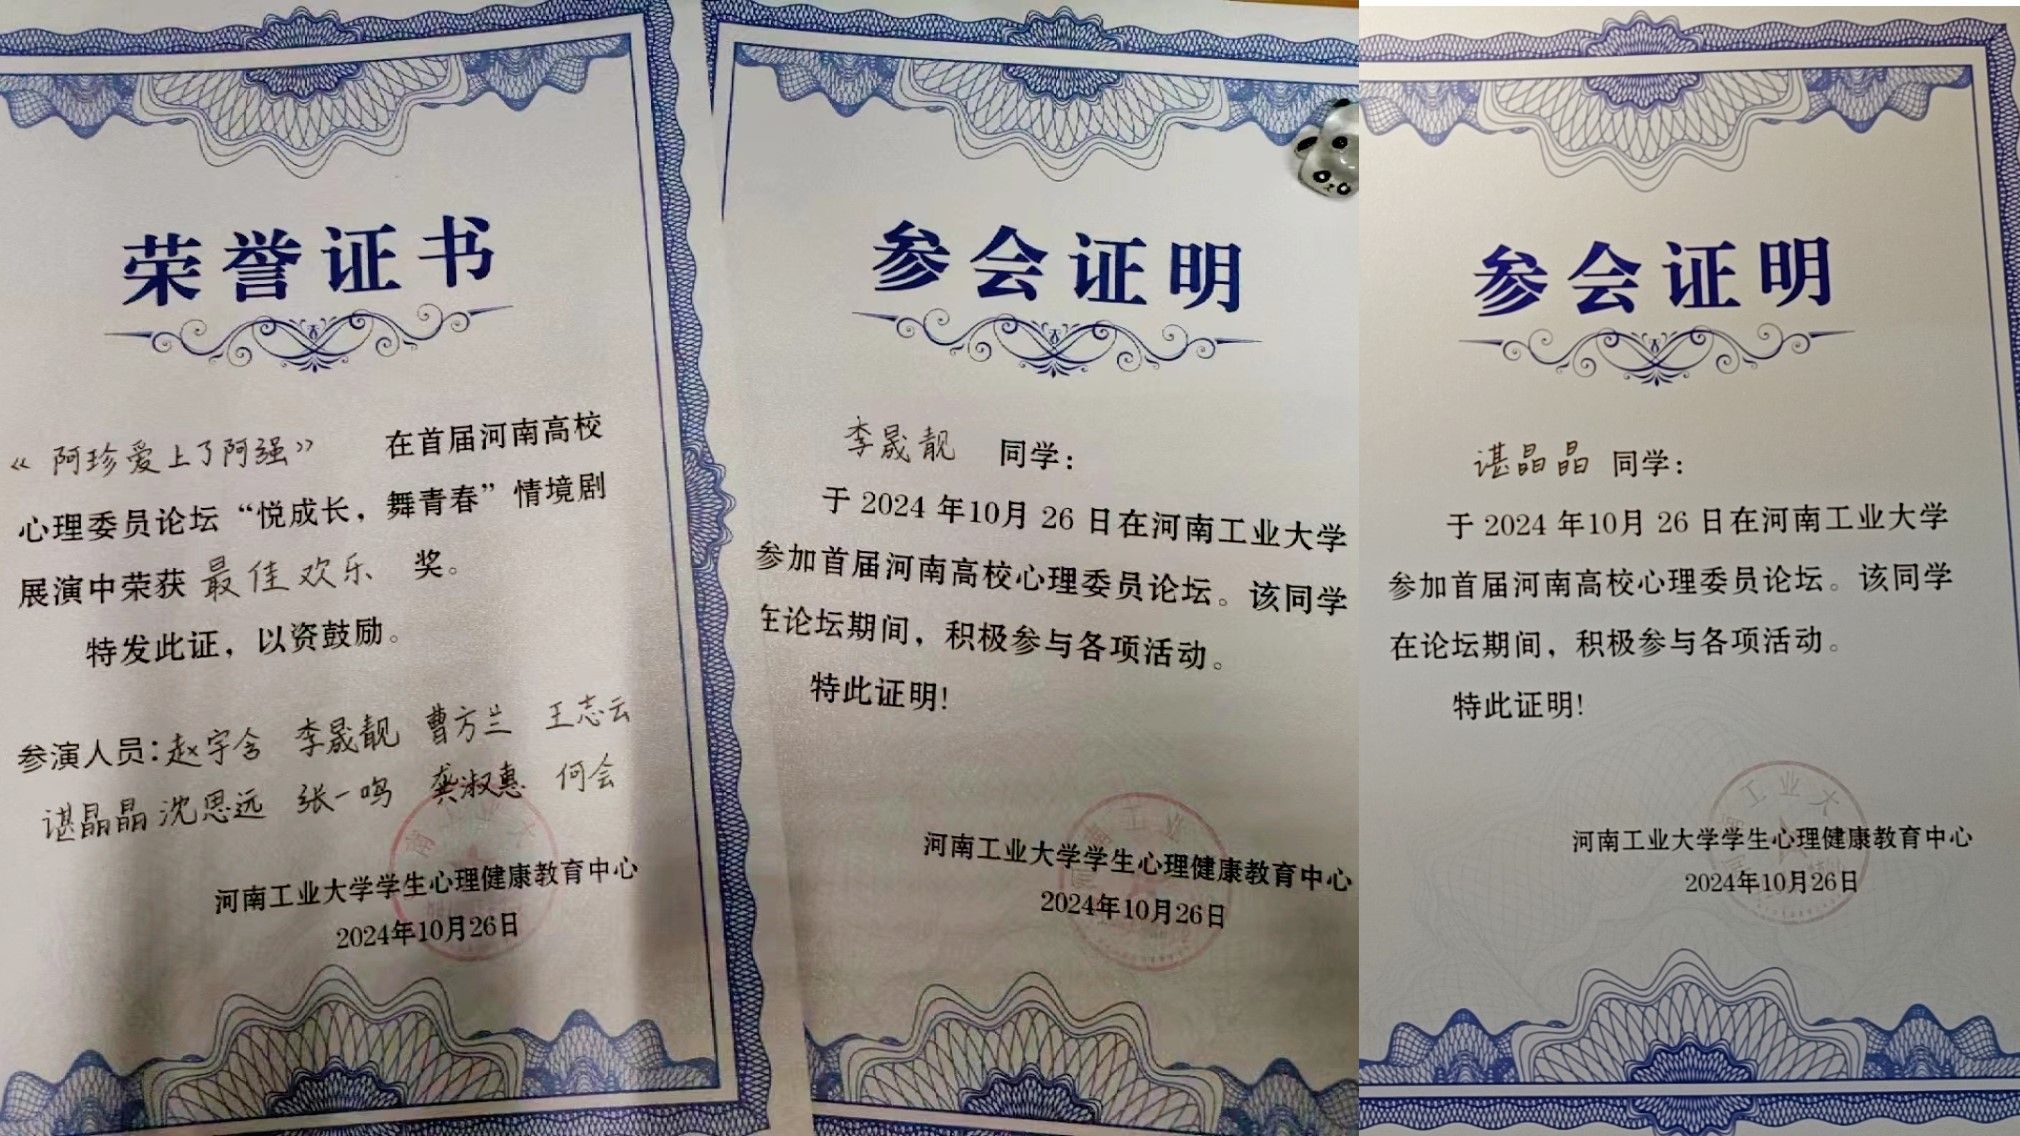 荣誉证书
《阿珍爱上了阿强》 在首届河南高校
心理委员论坛“悦成长，舞青春”情境剧
展演中荣获 最佳欢乐 奖。
特发此证，以资鼓励。
参演人员：赵宇含 李晟靓 曹方兰 王志云
谌晶晶 沈思远 张一鸣 龚淑惠 何会
河南工业大学学生心理健康教育中心
2024年10月26日
参会证明
李晟靓 同学：
于 2024 年10月 26 日在河南工业大学
参加首届河南高校心理委员论坛。该同学
在论坛期间，积极参与各项活动。
特此证明！
河南工业大学学生心理健康教育中心
2024年10月26日
参会证明
谌晶晶 同学：
于 2024 年10月 26 日在河南工业大学
参加首届河南高校心理委员论坛。该同学
在论坛期间，积极参与各项活动。
特此证明！
河南工业大学学生心理健康教育中心
2024年10月26日